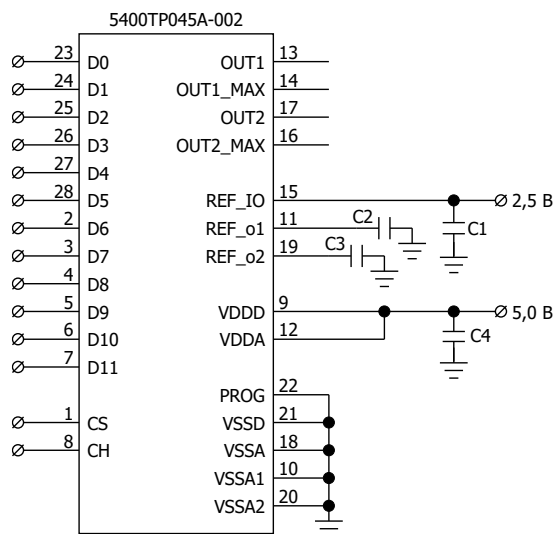 5400TP045A-002
23 D0 OUT1 13
24 D1 OUT1_MAX 14
25 D2 OUT2 17
26 D3 OUT2_MAX 16
27 D4
28 D5 REF_IO 15 2,5 В
2 D6 REF_o1 11 C2 C1
3 D7 REF_o2 19 C3
4 D8
5 D9 VDDD 9 5,0 В
6 D10 VDDA 12 C4
7 D11
PROG 22
1 CS VSSD 21
8 CH VSSA 18
VSSA1 10
VSSA2 20